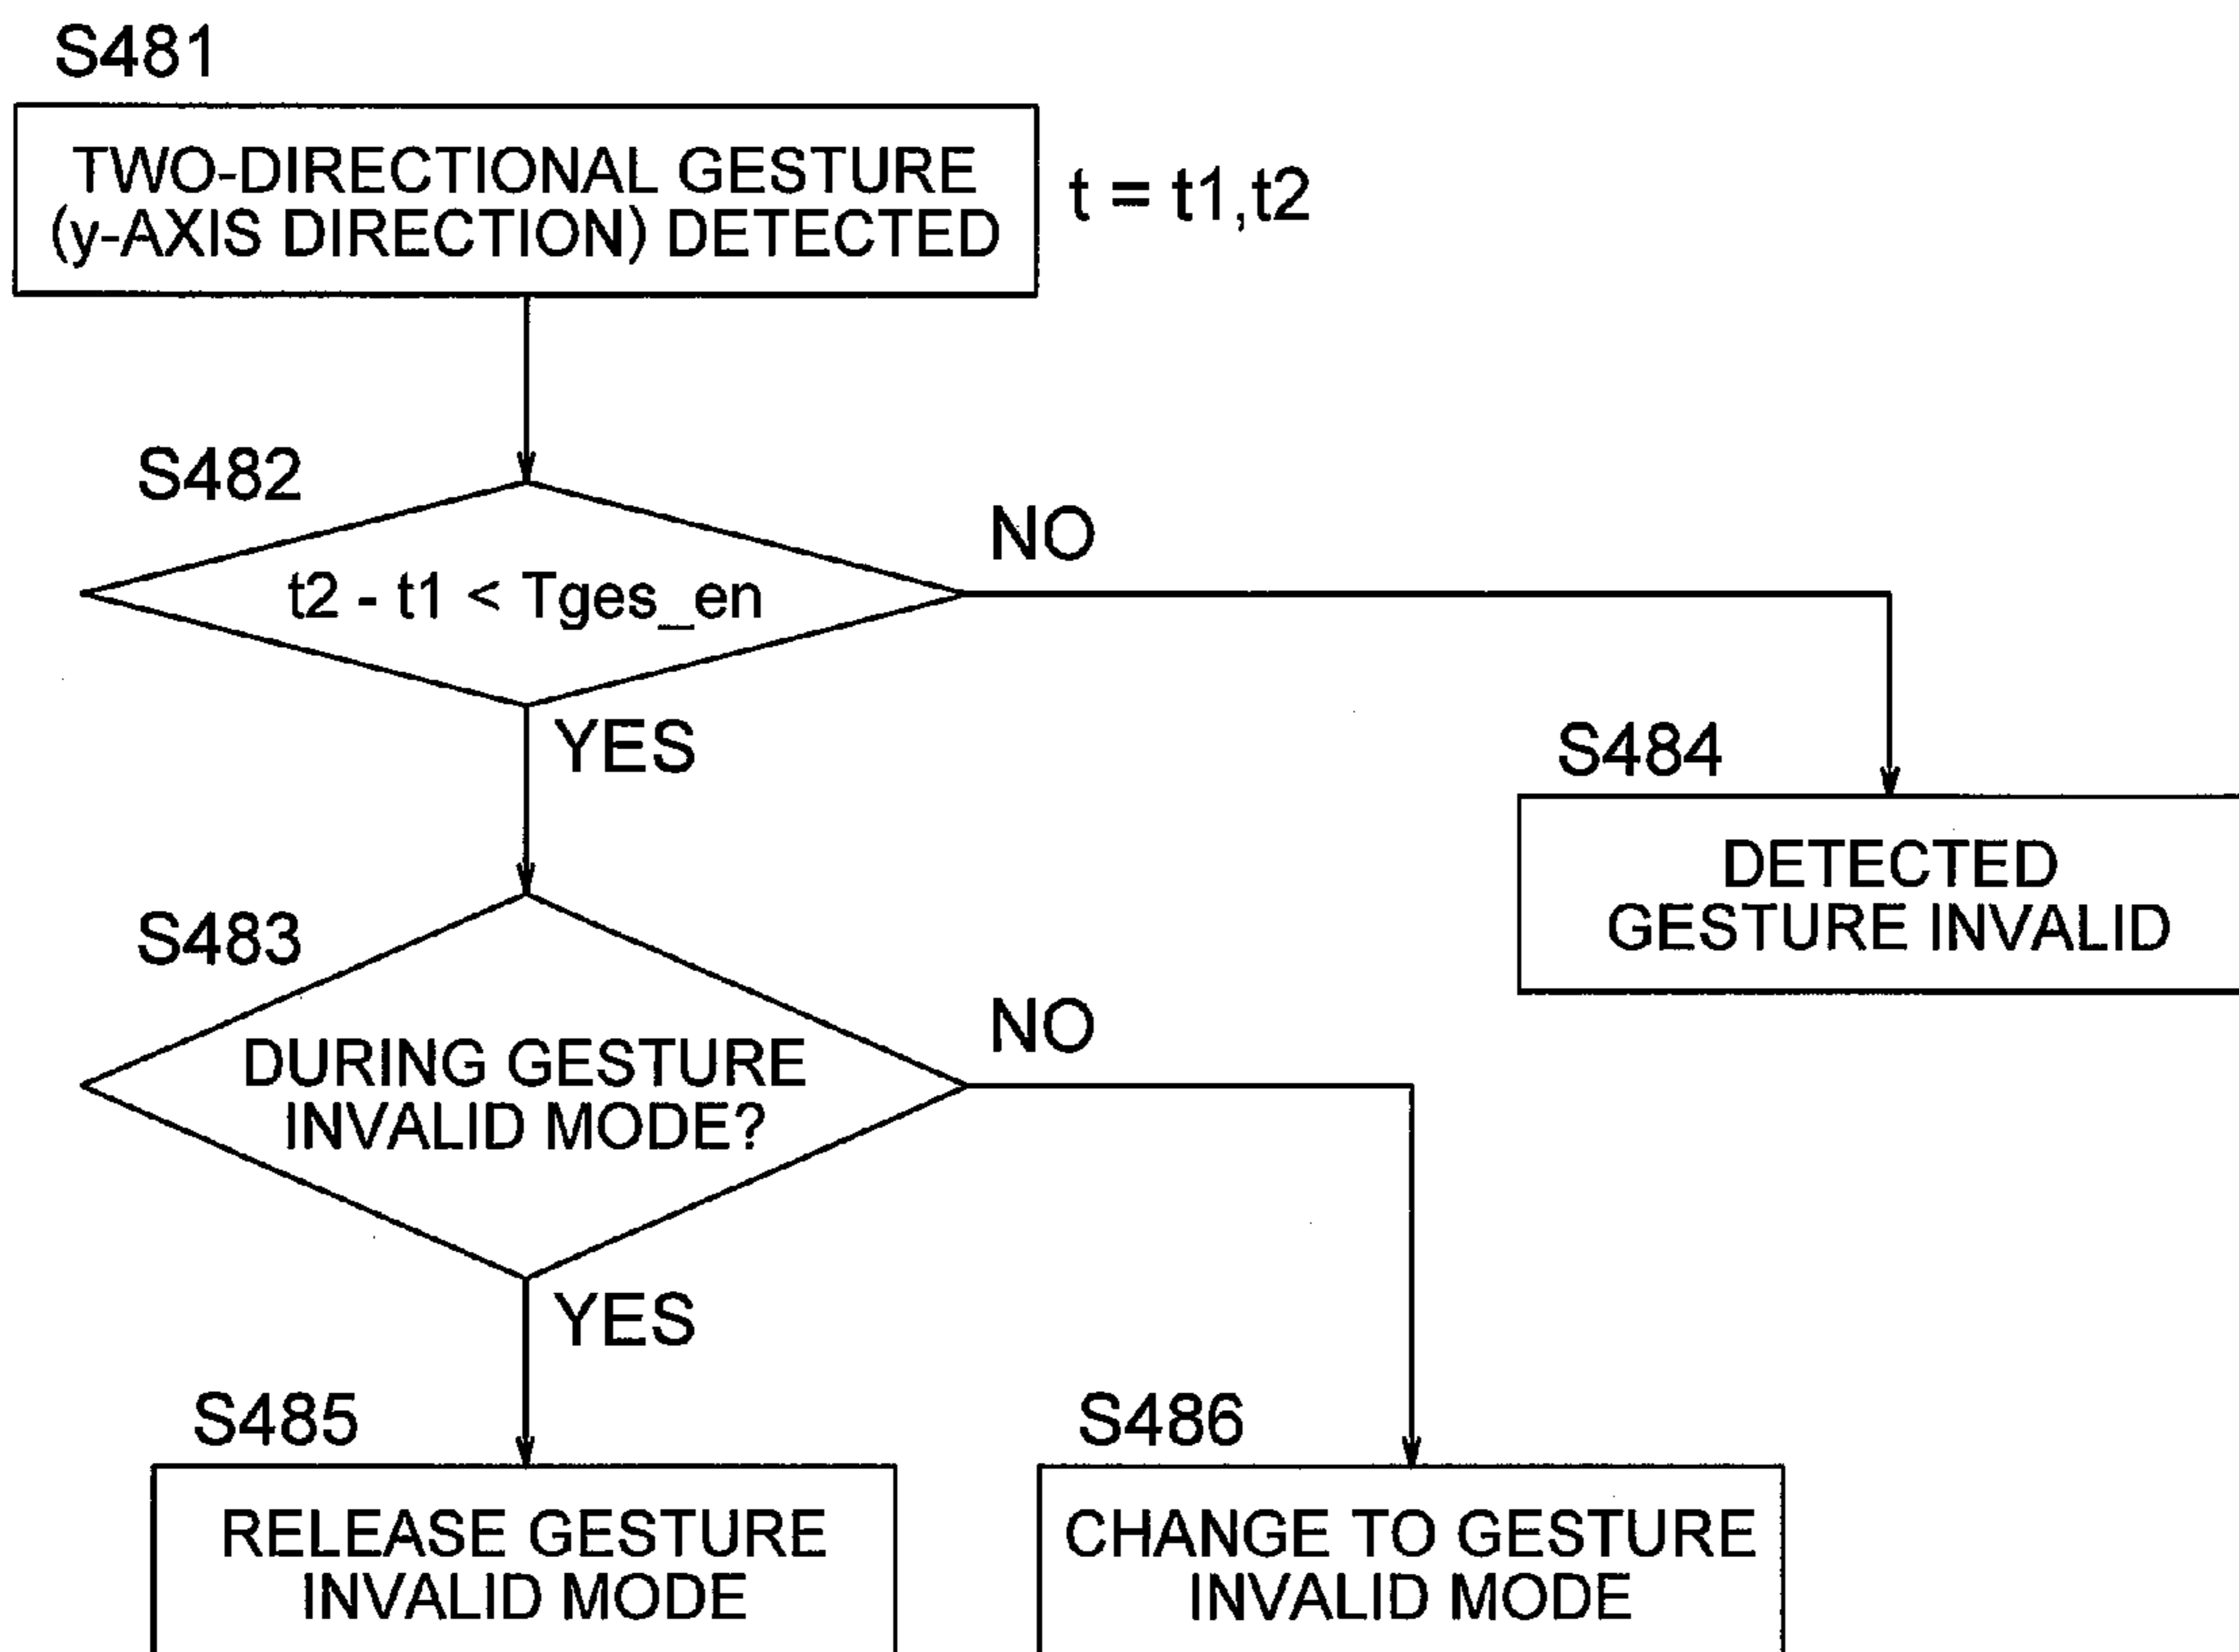 S481
TWO-DIRECTIONAL GESTURE
(y-AXIS DIRECTION) DETECTED
t = t1,t2
S482
t2 - t1 < Tges_en
NO
YES
S484
DETECTED
GESTURE INVALID
S483
DURING GESTURE
INVALID MODE?
NO
YES
S485
RELEASE GESTURE
INVALID MODE
S486
CHANGE TO GESTURE
INVALID MODE